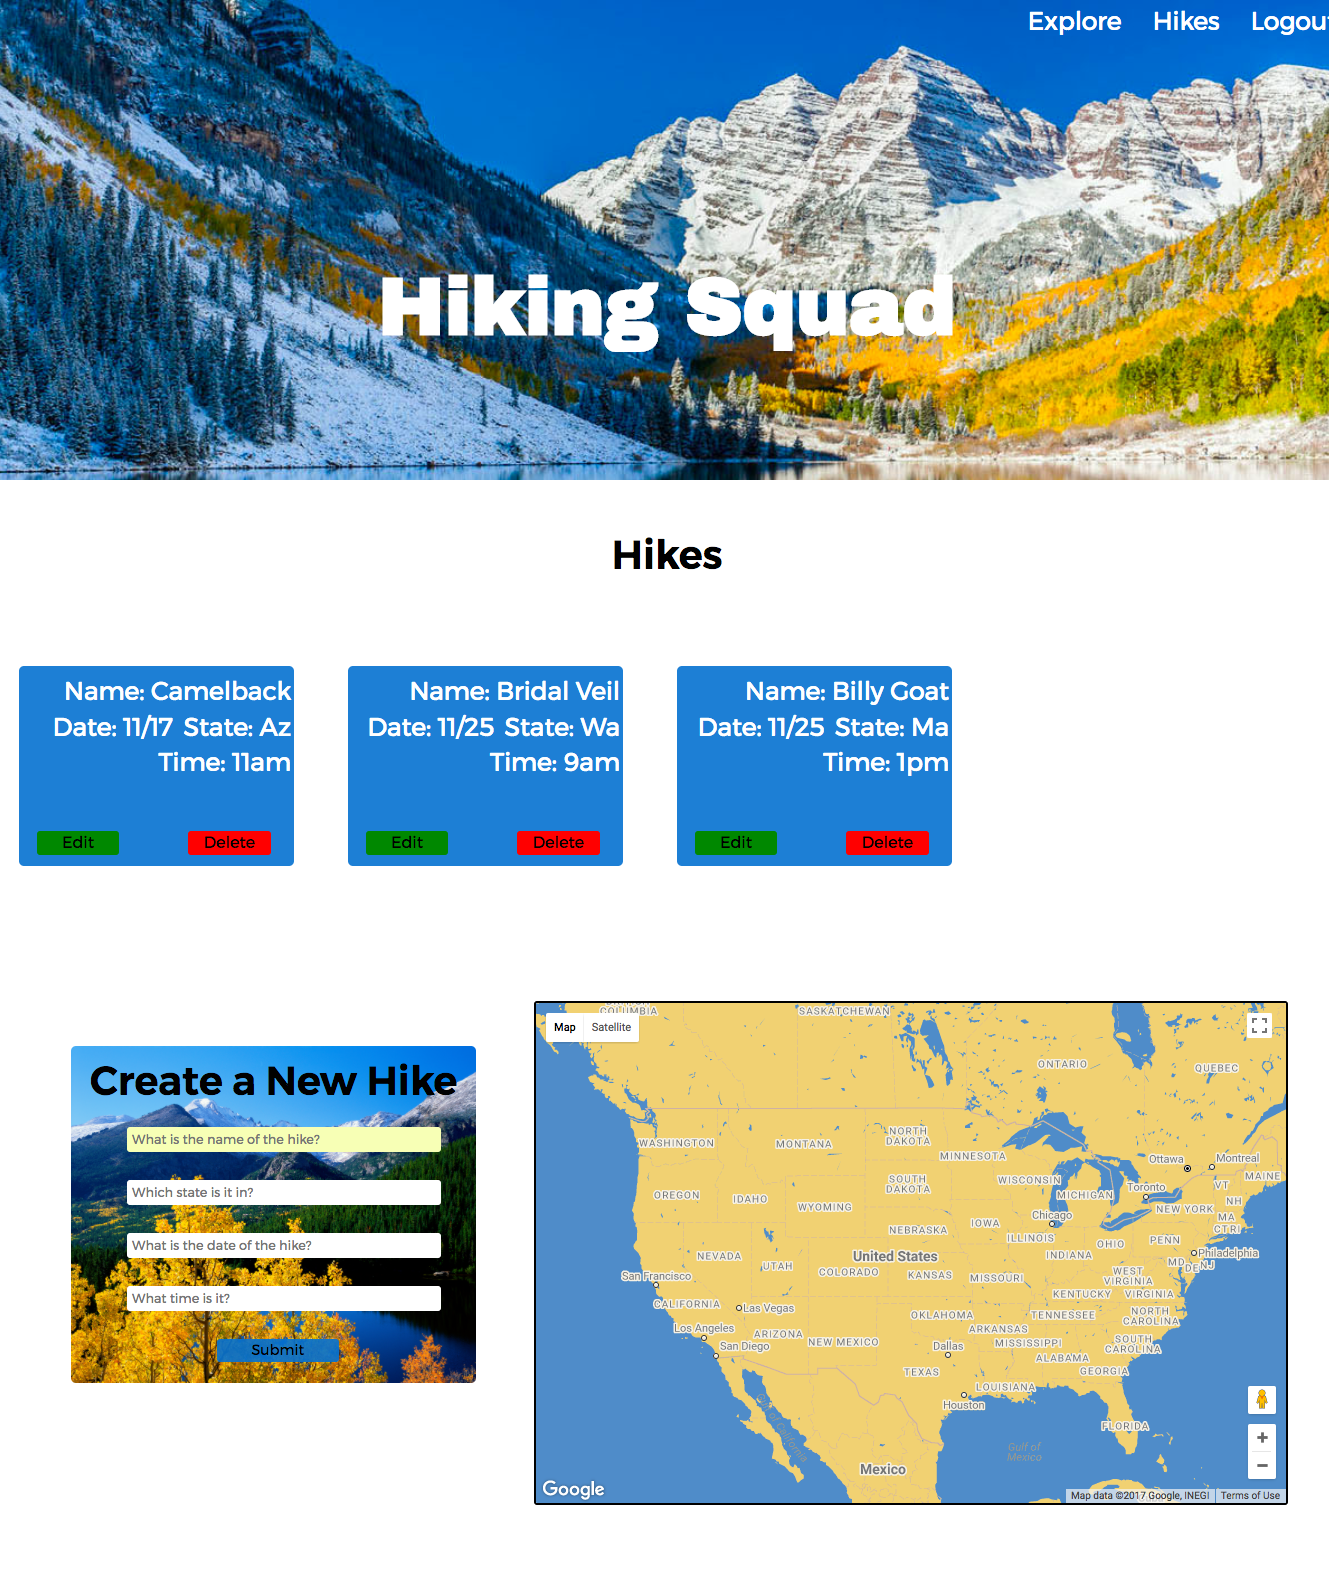 Explore Hikes Logou
Hiking Squad
Hikes
Name: Camelback
Date: 11/17 State: Az
Time: 11am
Edit Delete
Name: Bridal Veil
Date: 11/25 State: Wa
Time: 9am
Edit Delete
Name: Billy Goat
Date: 11/25 State: Ma
Time: 1pm
Edit Delete
Create a New Hike
What is the name of the hike?
Which state is it in?
What is the date of the hike?
What time is it?
Submit
Map Satellite
COLUMBIA
SASKATCHEWAN
ONTARIO
QUEBEC
WASHINGTON
MONTANA
NORTH
DAKOTA
MINNESOTA
Ottawa
Montreal
MAINE
OREGON
IDAHO
WYOMING
SOUTH
DAKOTA
WISCONSIN
MICHIGAN
Toronto
VT
NH
NEW YORK
MA
CT RI
Chicago
IOWA
NEBRASKA
ILLINOIS
INDIANA
OHIO
PENN
Philadelphia
NEVADA
UTAH
COLORADO
United States
KANSAS
MISSOURI
WEST
VIRGINIA
MD
DE
NJ
San Francisco
CALIFORNIA
Las Vegas
KENTUCKY
VIRGINIA
Los Angeles
ARIZONA
NEW MEXICO
OKLAHOMA
ARKANSAS
TENNESSEE
NORTH
CAROLINA
San Diego
Dallas
MISSISSIPPI
SOUTH
CAROLINA
TEXAS
ALABAMA
GEORGIA
LOUISIANA
Houston
FLORIDA
Gulf of California
Gulf of
Mexico
Mexico
Google
Map data ©2017 Google, INEGI Terms of Use